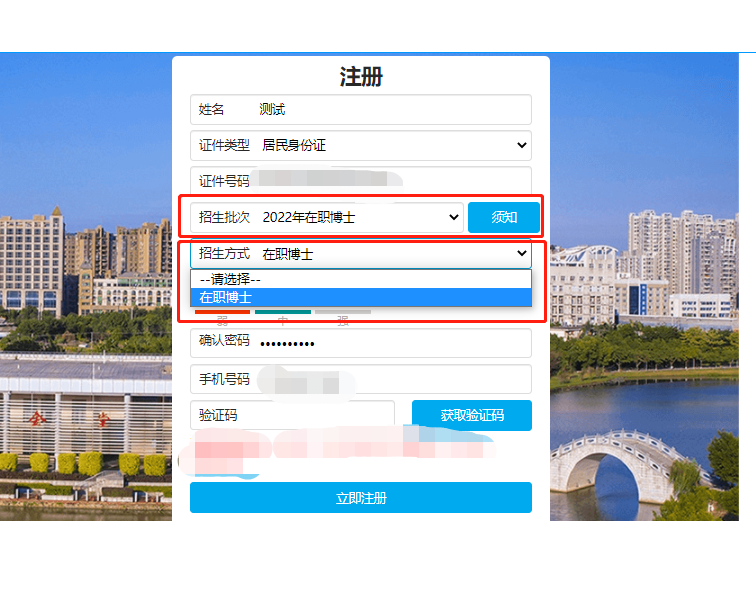 注册
姓名 测试
证件类型 居民身份证
证件号码
招生批次 2022年在职博士 须知
招生方式 在职博士
--请选择--
在职博士
弱 中 强
确认密码 ••••••••••
手机号码
验证码 获取验证码
立即注册